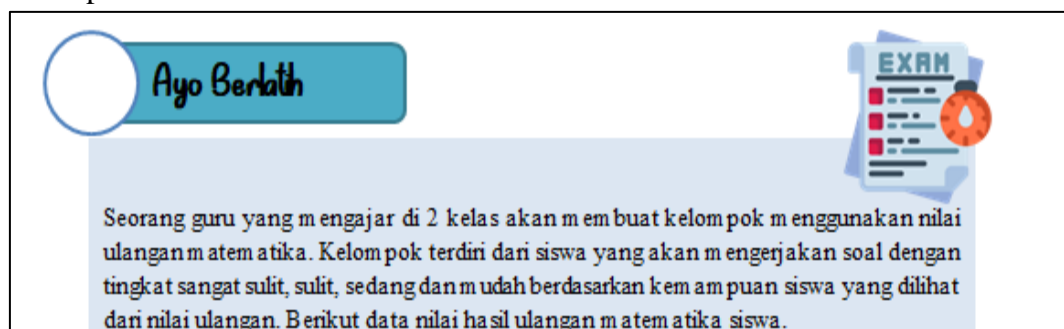 Ayo Berlatih
EXAM
Seorang guru yang mengajar di 2 kelas akan membuat kelompok menggunakan nilai
ulangan matematika. Kelompok terdiri dari siswa yang akan mengerjakan soal dengan
tingkat sangat sulit, sulit, sedang dan mudah berdasarkan kemampuan siswa yang dilihat
dari nilai ulangan. Berikut data nilai hasil ulangan matematika siswa.